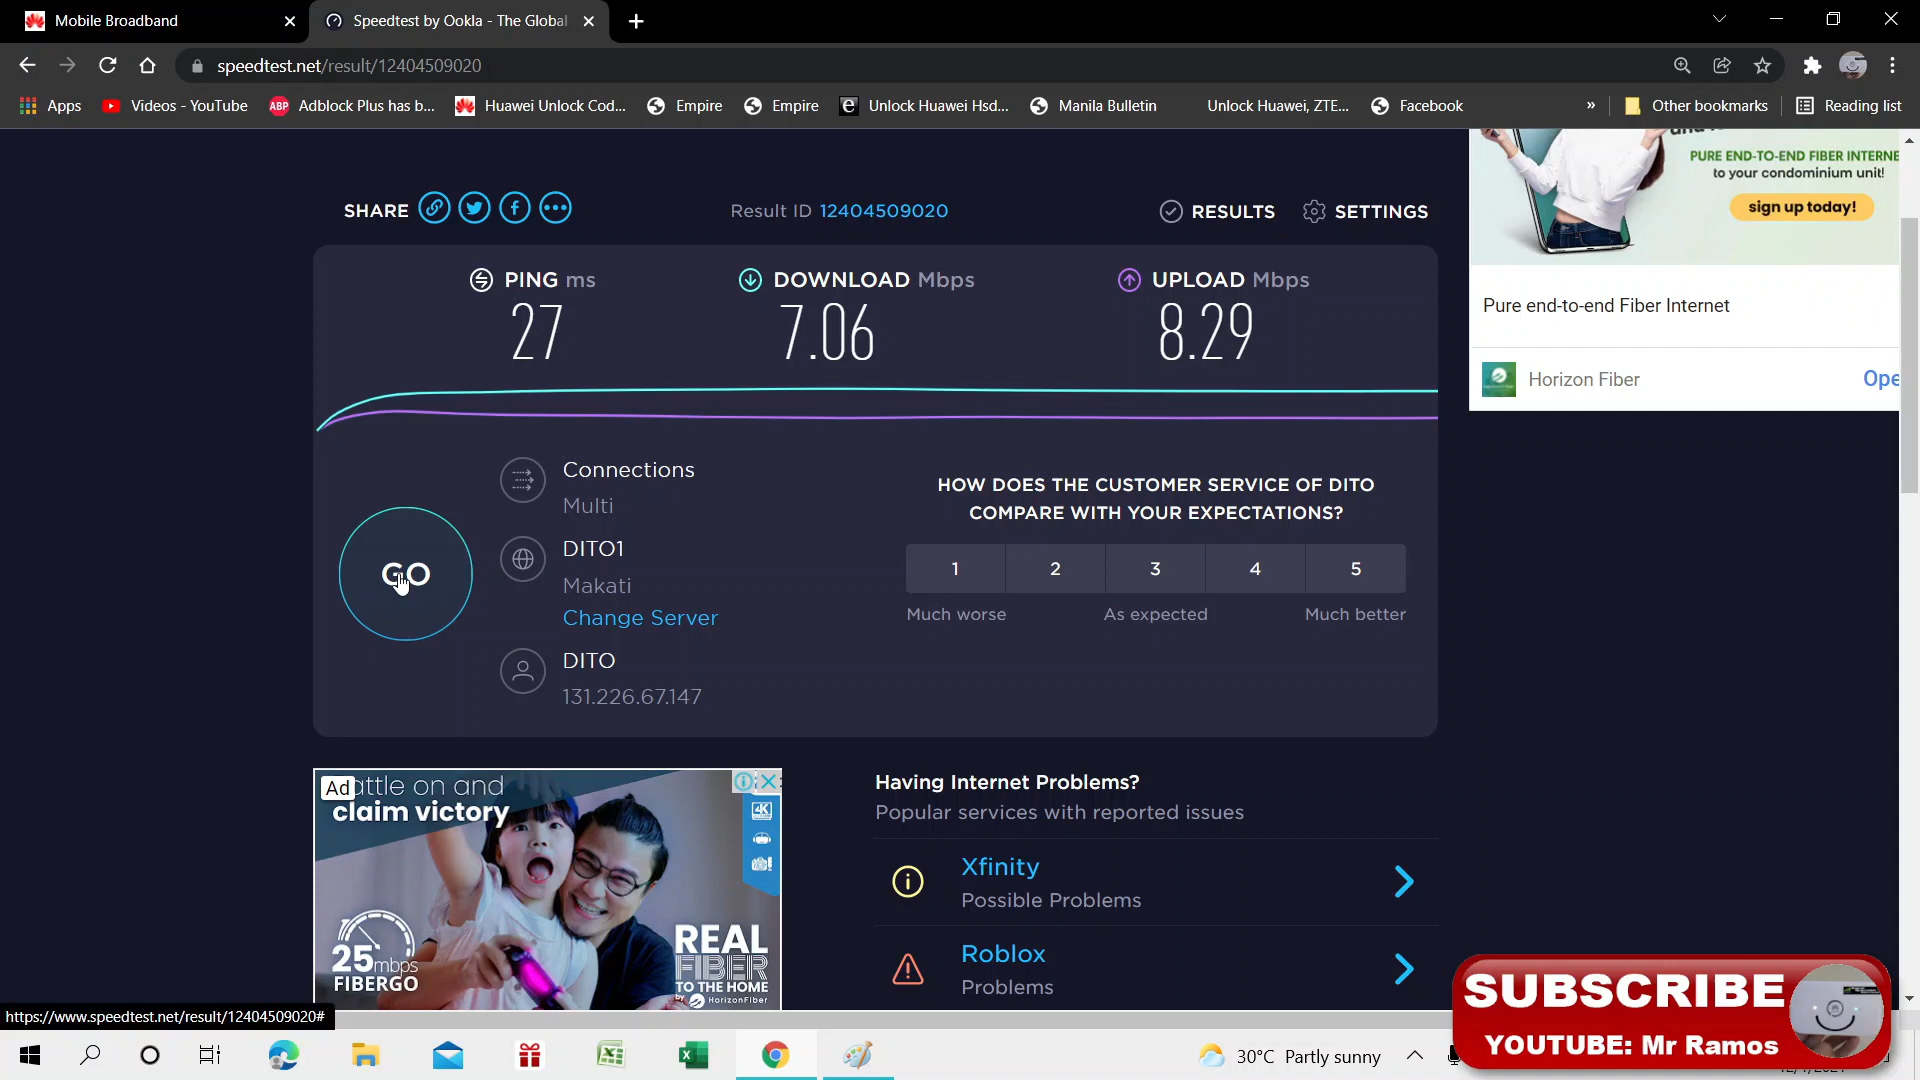 Mobile Broadband
Speedtest by Ookla - The Global
speedtest.net/result/12404509020
Apps
Videos - YouTube
ABP
Adblock Plus has b...
Huawei Unlock Cod...
Empire
Empire
Unlock Huawei Hsd...
Manila Bulletin
Unlock Huawei, ZTE...
Facebook
»
Other bookmarks
Reading list
PURE END-TO-END FIBER INTERNE
to your condominium unit!
sign up today!
Pure end-to-end Fiber Internet
Horizon Fiber
Ope
SHARE
Result ID 12404509020
RESULTS
SETTINGS
PING ms
27
DOWNLOAD Mbps
7.06
UPLOAD Mbps
8.29
Connections
Multi
GO
DITO1
Makati
Change Server
DITO
131.226.67.147
HOW DOES THE CUSTOMER SERVICE OF DITO
COMPARE WITH YOUR EXPECTATIONS?
1 2 3 4 5
Much worse As expected Much better
Ad
attle on and
claim victory
4K
25mbps
FIBERGO
REAL
FIBER
TO THE HOME
by HorizonFiber
Having Internet Problems?
Popular services with reported issues
Xfinity
Possible Problems
Roblox
Problems
https://www.speedtest.net/result/12404509020#
SUBSCRIBE
YOUTUBE: Mr Ramos
30°C Partly sunny